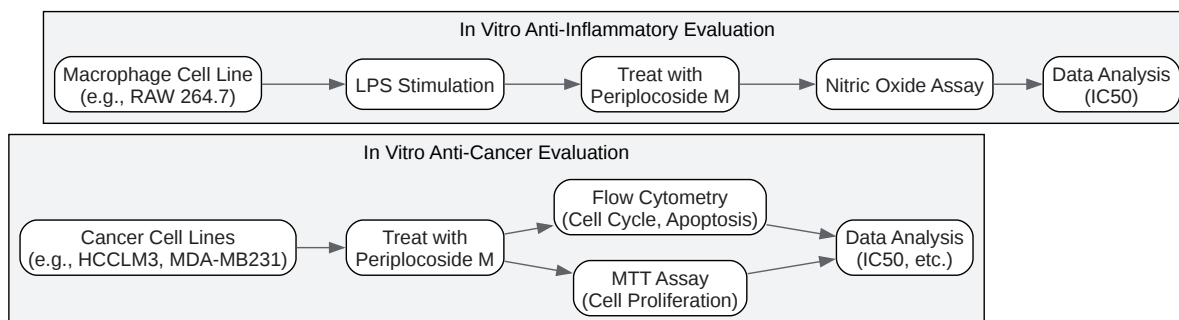 In Vitro Anti-Inflammatory Evaluation
Macrophage Cell Line
(e.g., RAW 264.7)
LPS Stimulation
Treat with
Periplocoside M
Nitric Oxide Assay
Data Analysis
(IC50)
In Vitro Anti-Cancer Evaluation
Cancer Cell Lines
(e.g., HCCLM3, MDA-MB231)
Treat with
Periplocoside M
Flow Cytometry
(Cell Cycle, Apoptosis)
MTT Assay
(Cell Proliferation)
Data Analysis
(IC50, etc.)